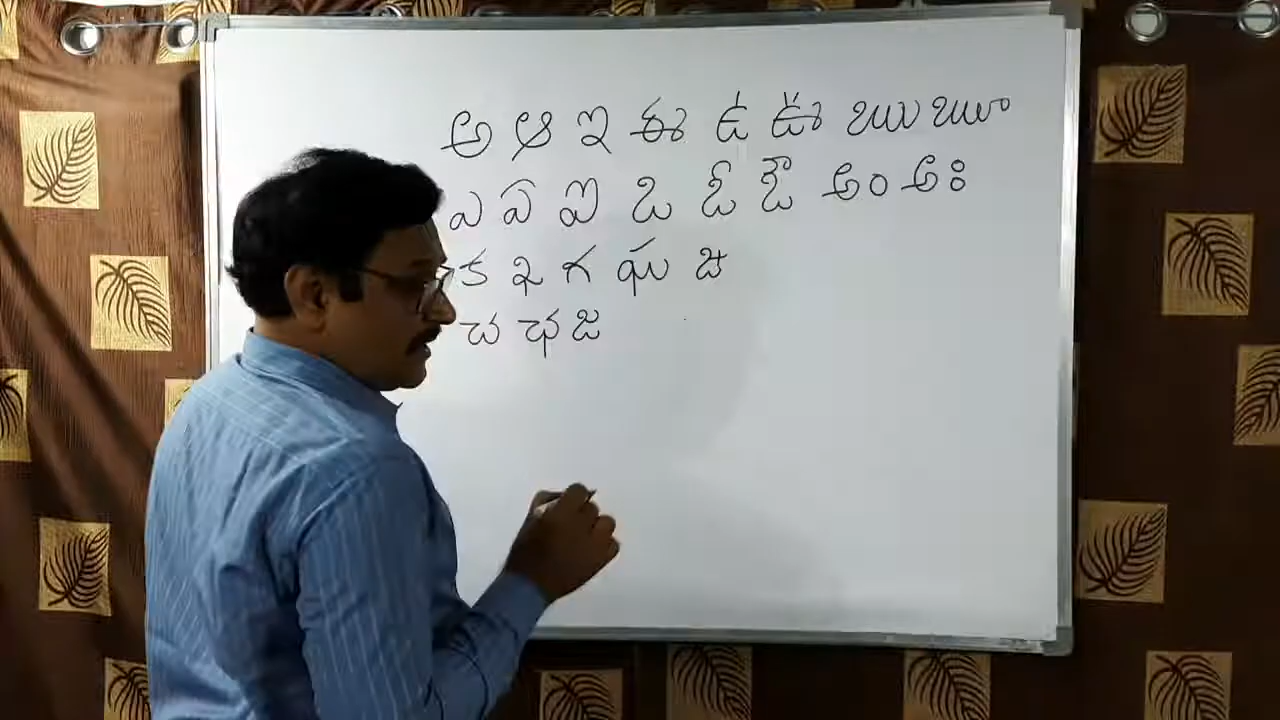 అ ఆ ఇ ఈ ఉ ఊ ఋ ౠ
ఎ ఏ ఐ ఒ ఓ ఔ అం అః
క ఖ గ ఘ ఙ
చ ఛ జ